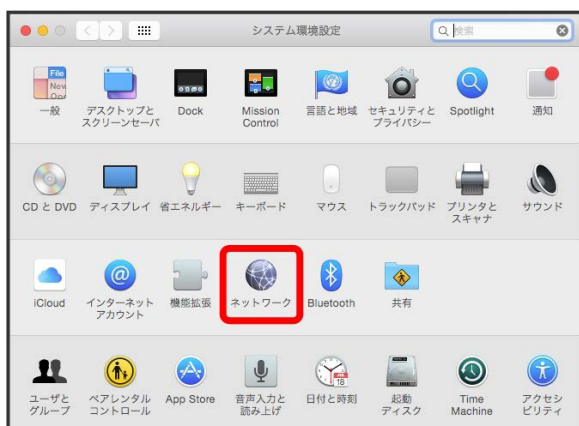 システム環境設定
検索
File
New
Ope
一般
デスクトップと
スクリーンセーバ
Dock
Mission
Control
言語と地域
セキュリティと
プライバシー
Spotlight
通知
CD と DVD
ディスプレイ
省エネルギー
キーボード
マウス
トラックパッド
プリンタと
スキャナ
サウンド
iCloud
インターネット
アカウント
機能拡張
ネットワーク
Bluetooth
共有
ユーザと
グループ
ペアレンタル
コントロール
App Store
音声入力と
読み上げ
18
日付と時刻
起動
ディスク
Time
Machine
アクセシ
ビリティ